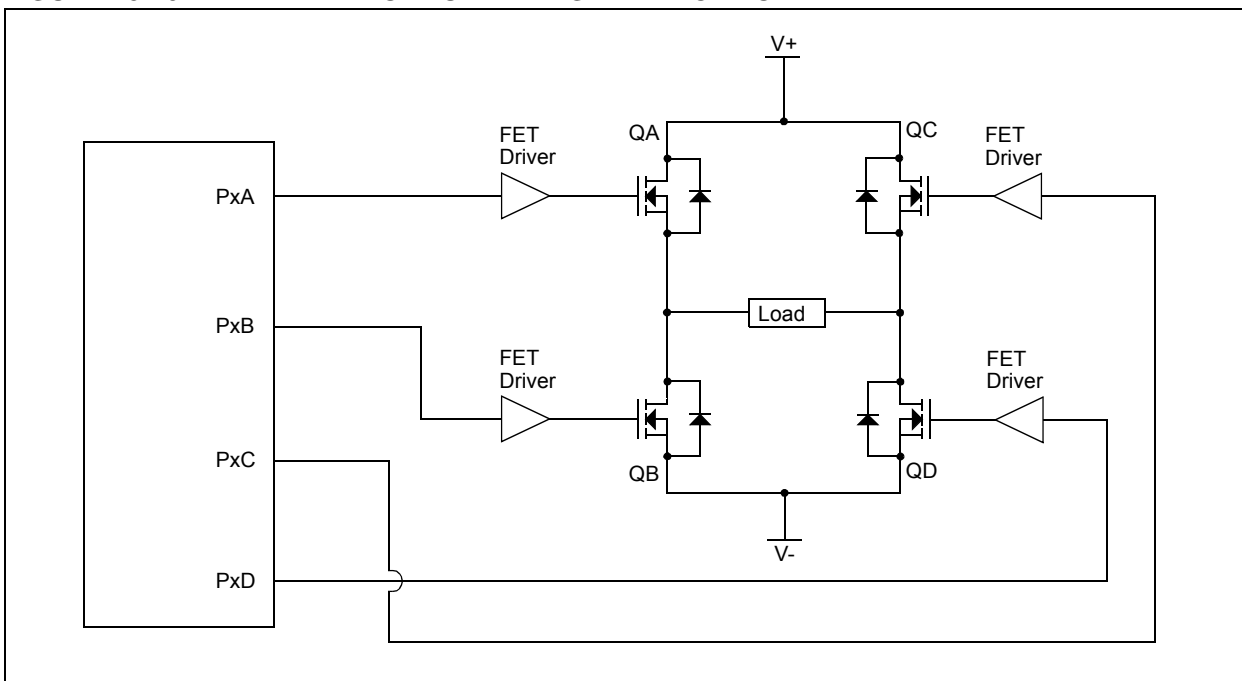 V+
QA
QC
FET
Driver
FET
Driver
PxA
PxB
Load
FET
Driver
FET
Driver
PxC
QB
QD
V-
PxD